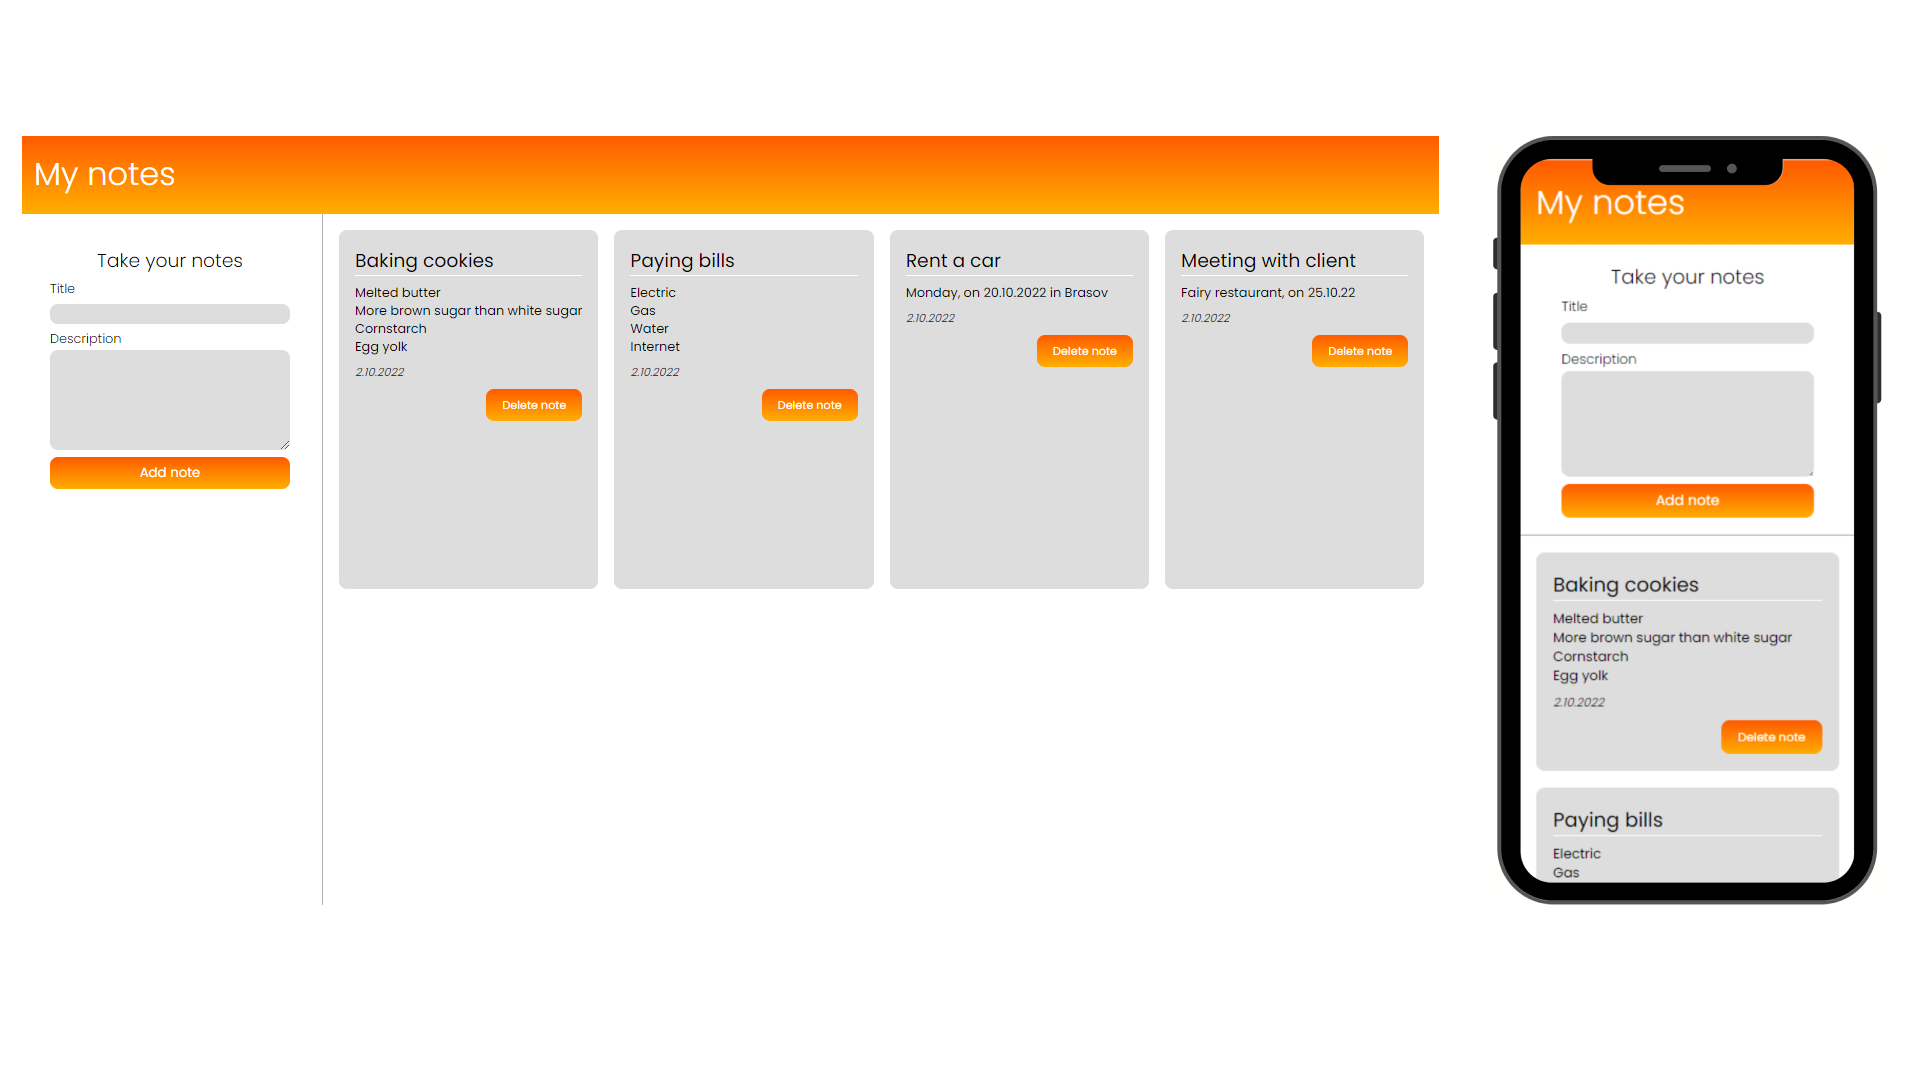 My notes
Take your notes
Title
Description
Add note
Baking cookies
Melted butter
More brown sugar than white sugar
Cornstarch
Egg yolk
2.10.2022
Delete note
Paying bills
Electric
Gas
Water
Internet
2.10.2022
Delete note
Rent a car
Monday, on 20.10.2022 in Brasov
2.10.2022
Delete note
Meeting with client
Fairy restaurant, on 25.10.22
2.10.2022
Delete note
My notes
Take your notes
Title
Description
Add note
Baking cookies
Melted butter
More brown sugar than white sugar
Cornstarch
Egg yolk
2.10.2022
Delete note
Paying bills
Electric
Gas